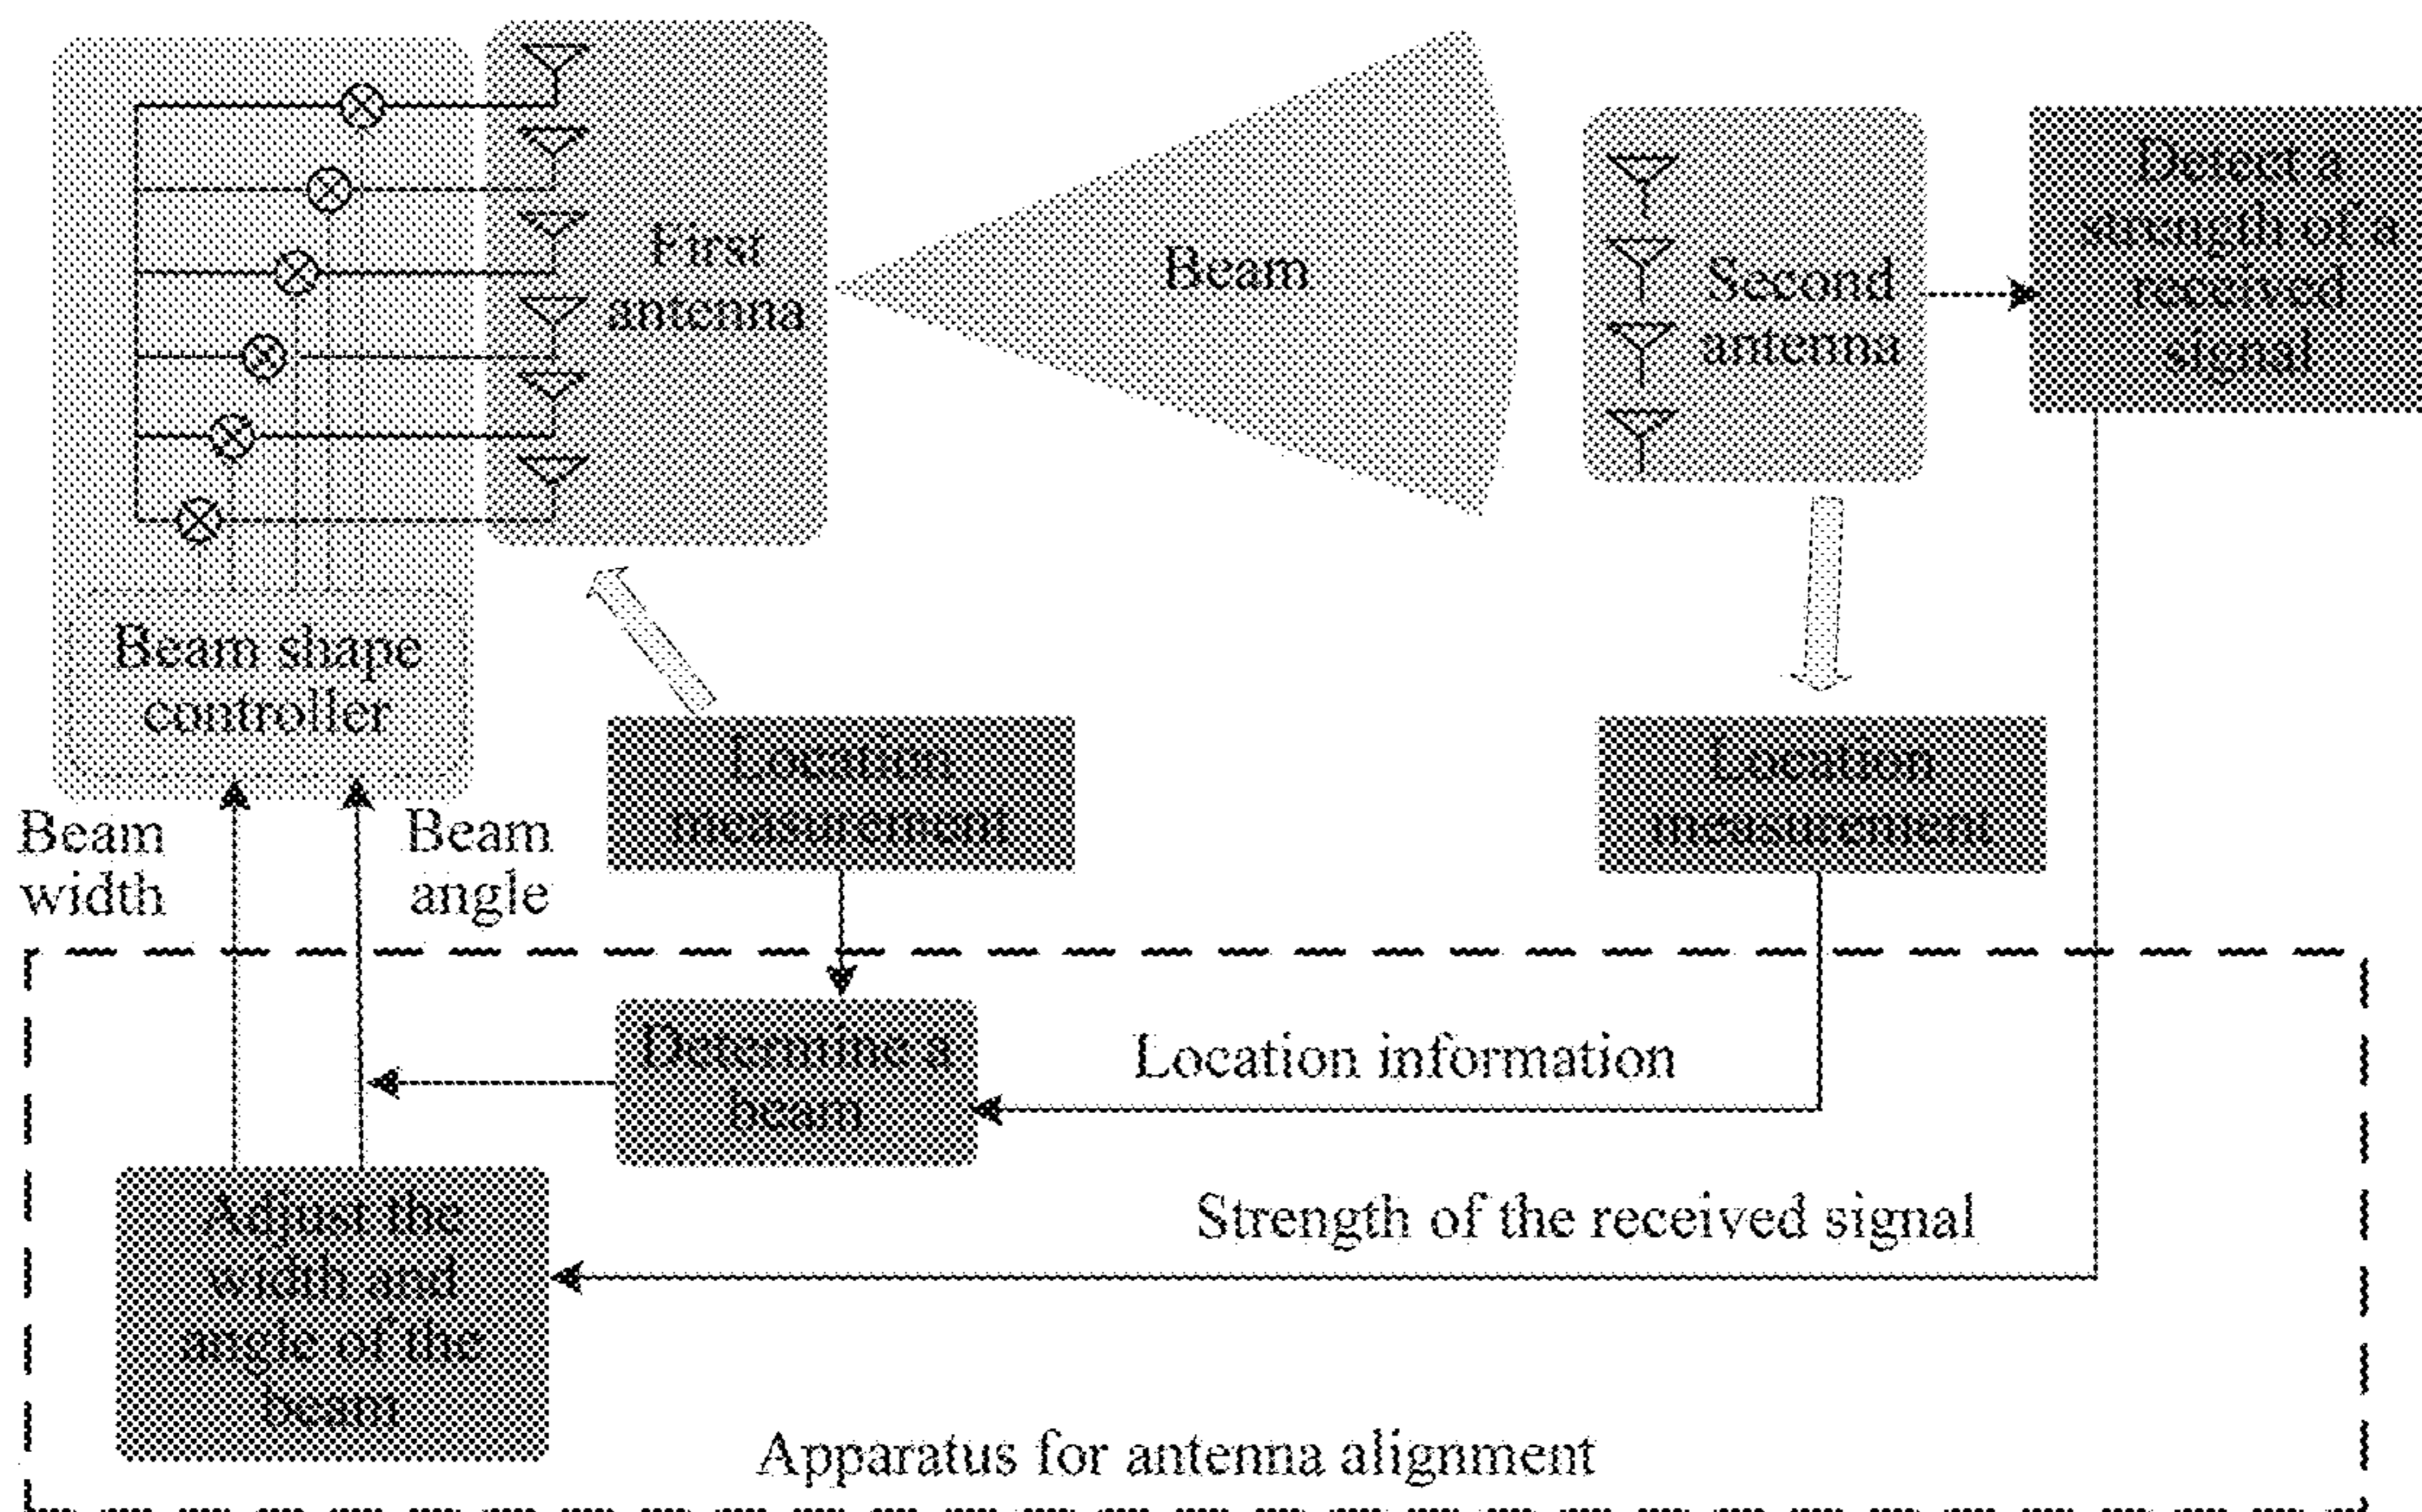 First
antenna
Beam
Second
antenna
Detect a
strength of a
received
signal
Beam shape
controller
Location
measurement
Location
measurement
Beam
width
Beam
angle
Determine a
beam
Location information
Adjust the
width and
angle of the
beam
Strength of the received signal
Apparatus for antenna alignment